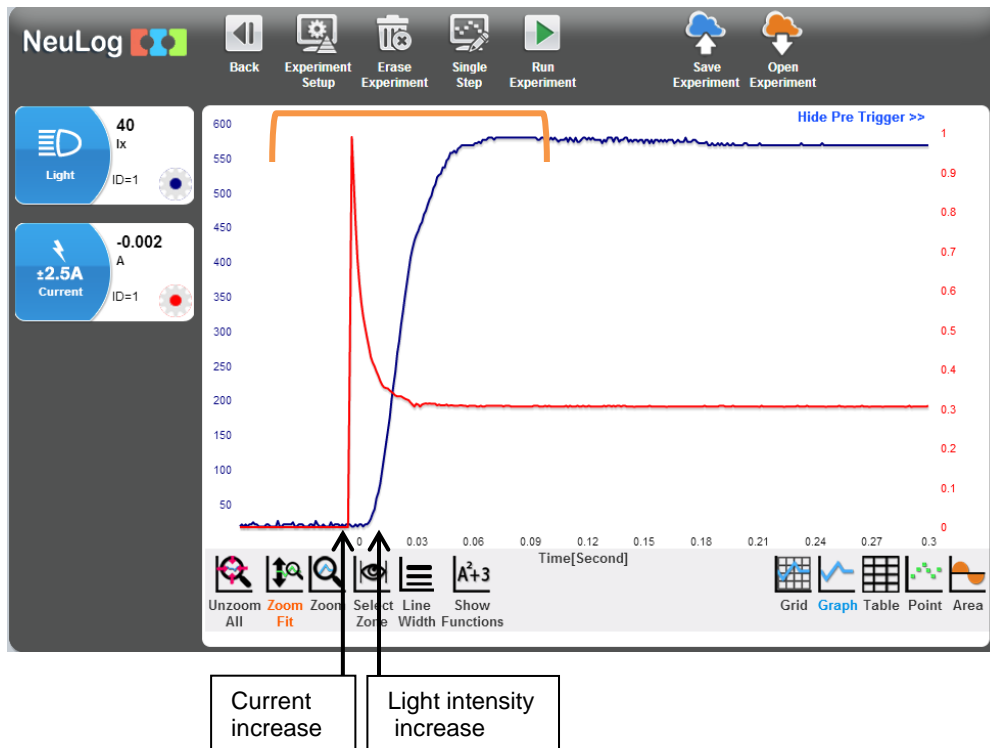 NeuLog
Back
Experiment
Setup
Erase
Experiment
Single
Step
Run
Experiment
Save
Experiment
Open
Experiment
40
lx
Light
ID=1
-0.002
A
±2.5A
Current
ID=1
Hide Pre Trigger >>
600
550
500
450
400
350
300
250
200
150
100
50
1
0.9
0.8
0.7
0.6
0.5
0.4
0.3
0.2
0.1
0
0 0.03 0.06 0.09 0.12 0.15 0.18 0.21 0.24 0.27 0.3
Time[Second]
A²+3
Unzoom
All
Zoom
Fit
Zoom
Select
Zone
Line
Width
Show
Functions
Grid
Graph
Table
Point
Area
Current
increase
Light intensity
increase